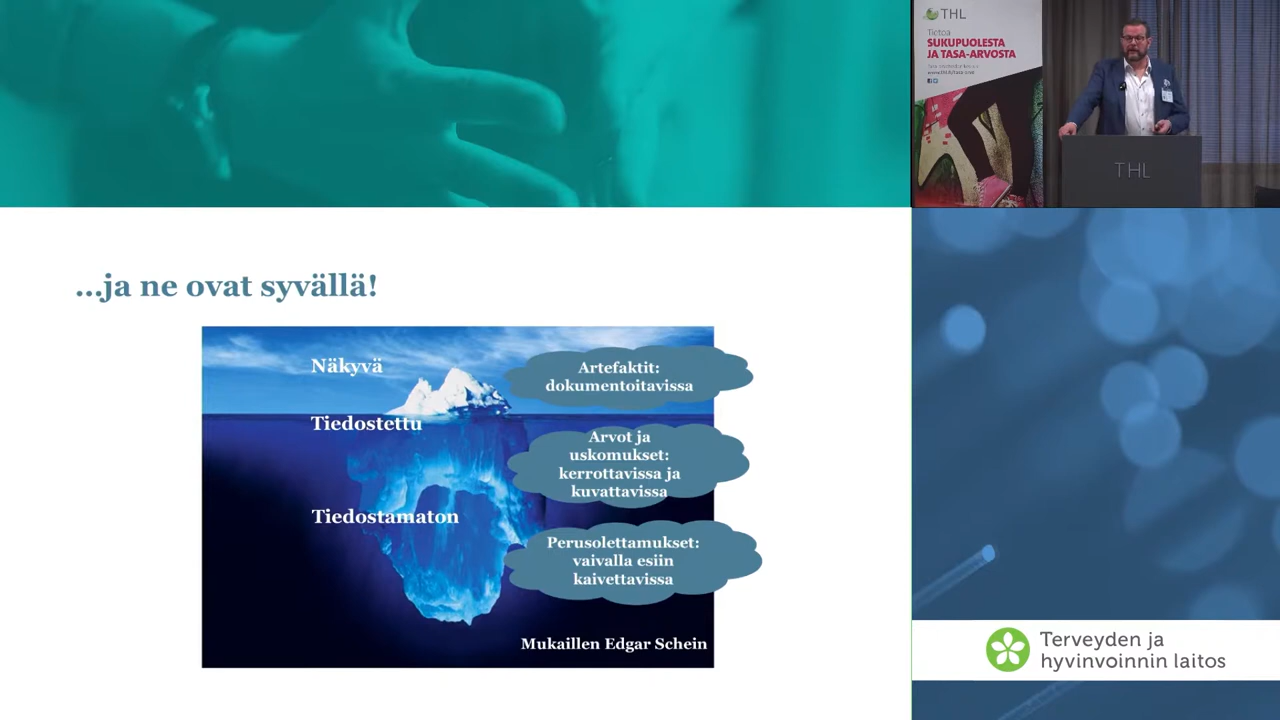 THL
Tietoa
SUKUPUOLESTA
JA TASA-ARVOSTA
THL
...ja ne ovat syvällä!
Näkyvä
Artefaktit:
dokumentoitavissa
Tiedostettu
Arvot ja
uskomukset:
kerrottavissa ja
kuvattavissa
Tiedostamaton
Perusolettamukset:
vaivalla esiin
kaivettavissa
Mukaillen Edgar Schein
Terveyden ja
hyvinvoinnin laitos